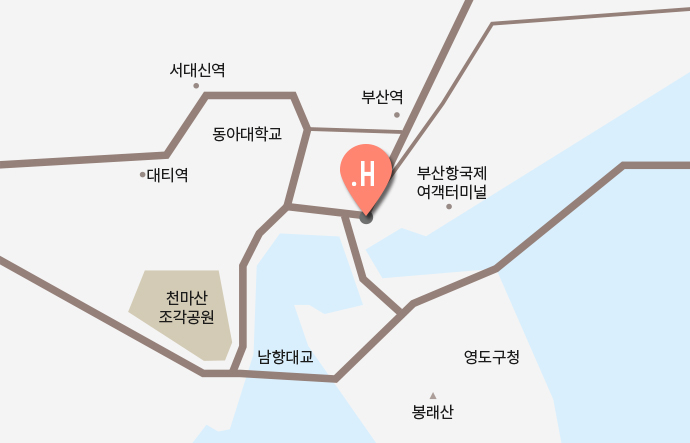 서대신역
부산역
동아대학교
.H
대티역
부산항국제
여객터미널
천마산
조각공원
남항대교
영도구청
봉래산